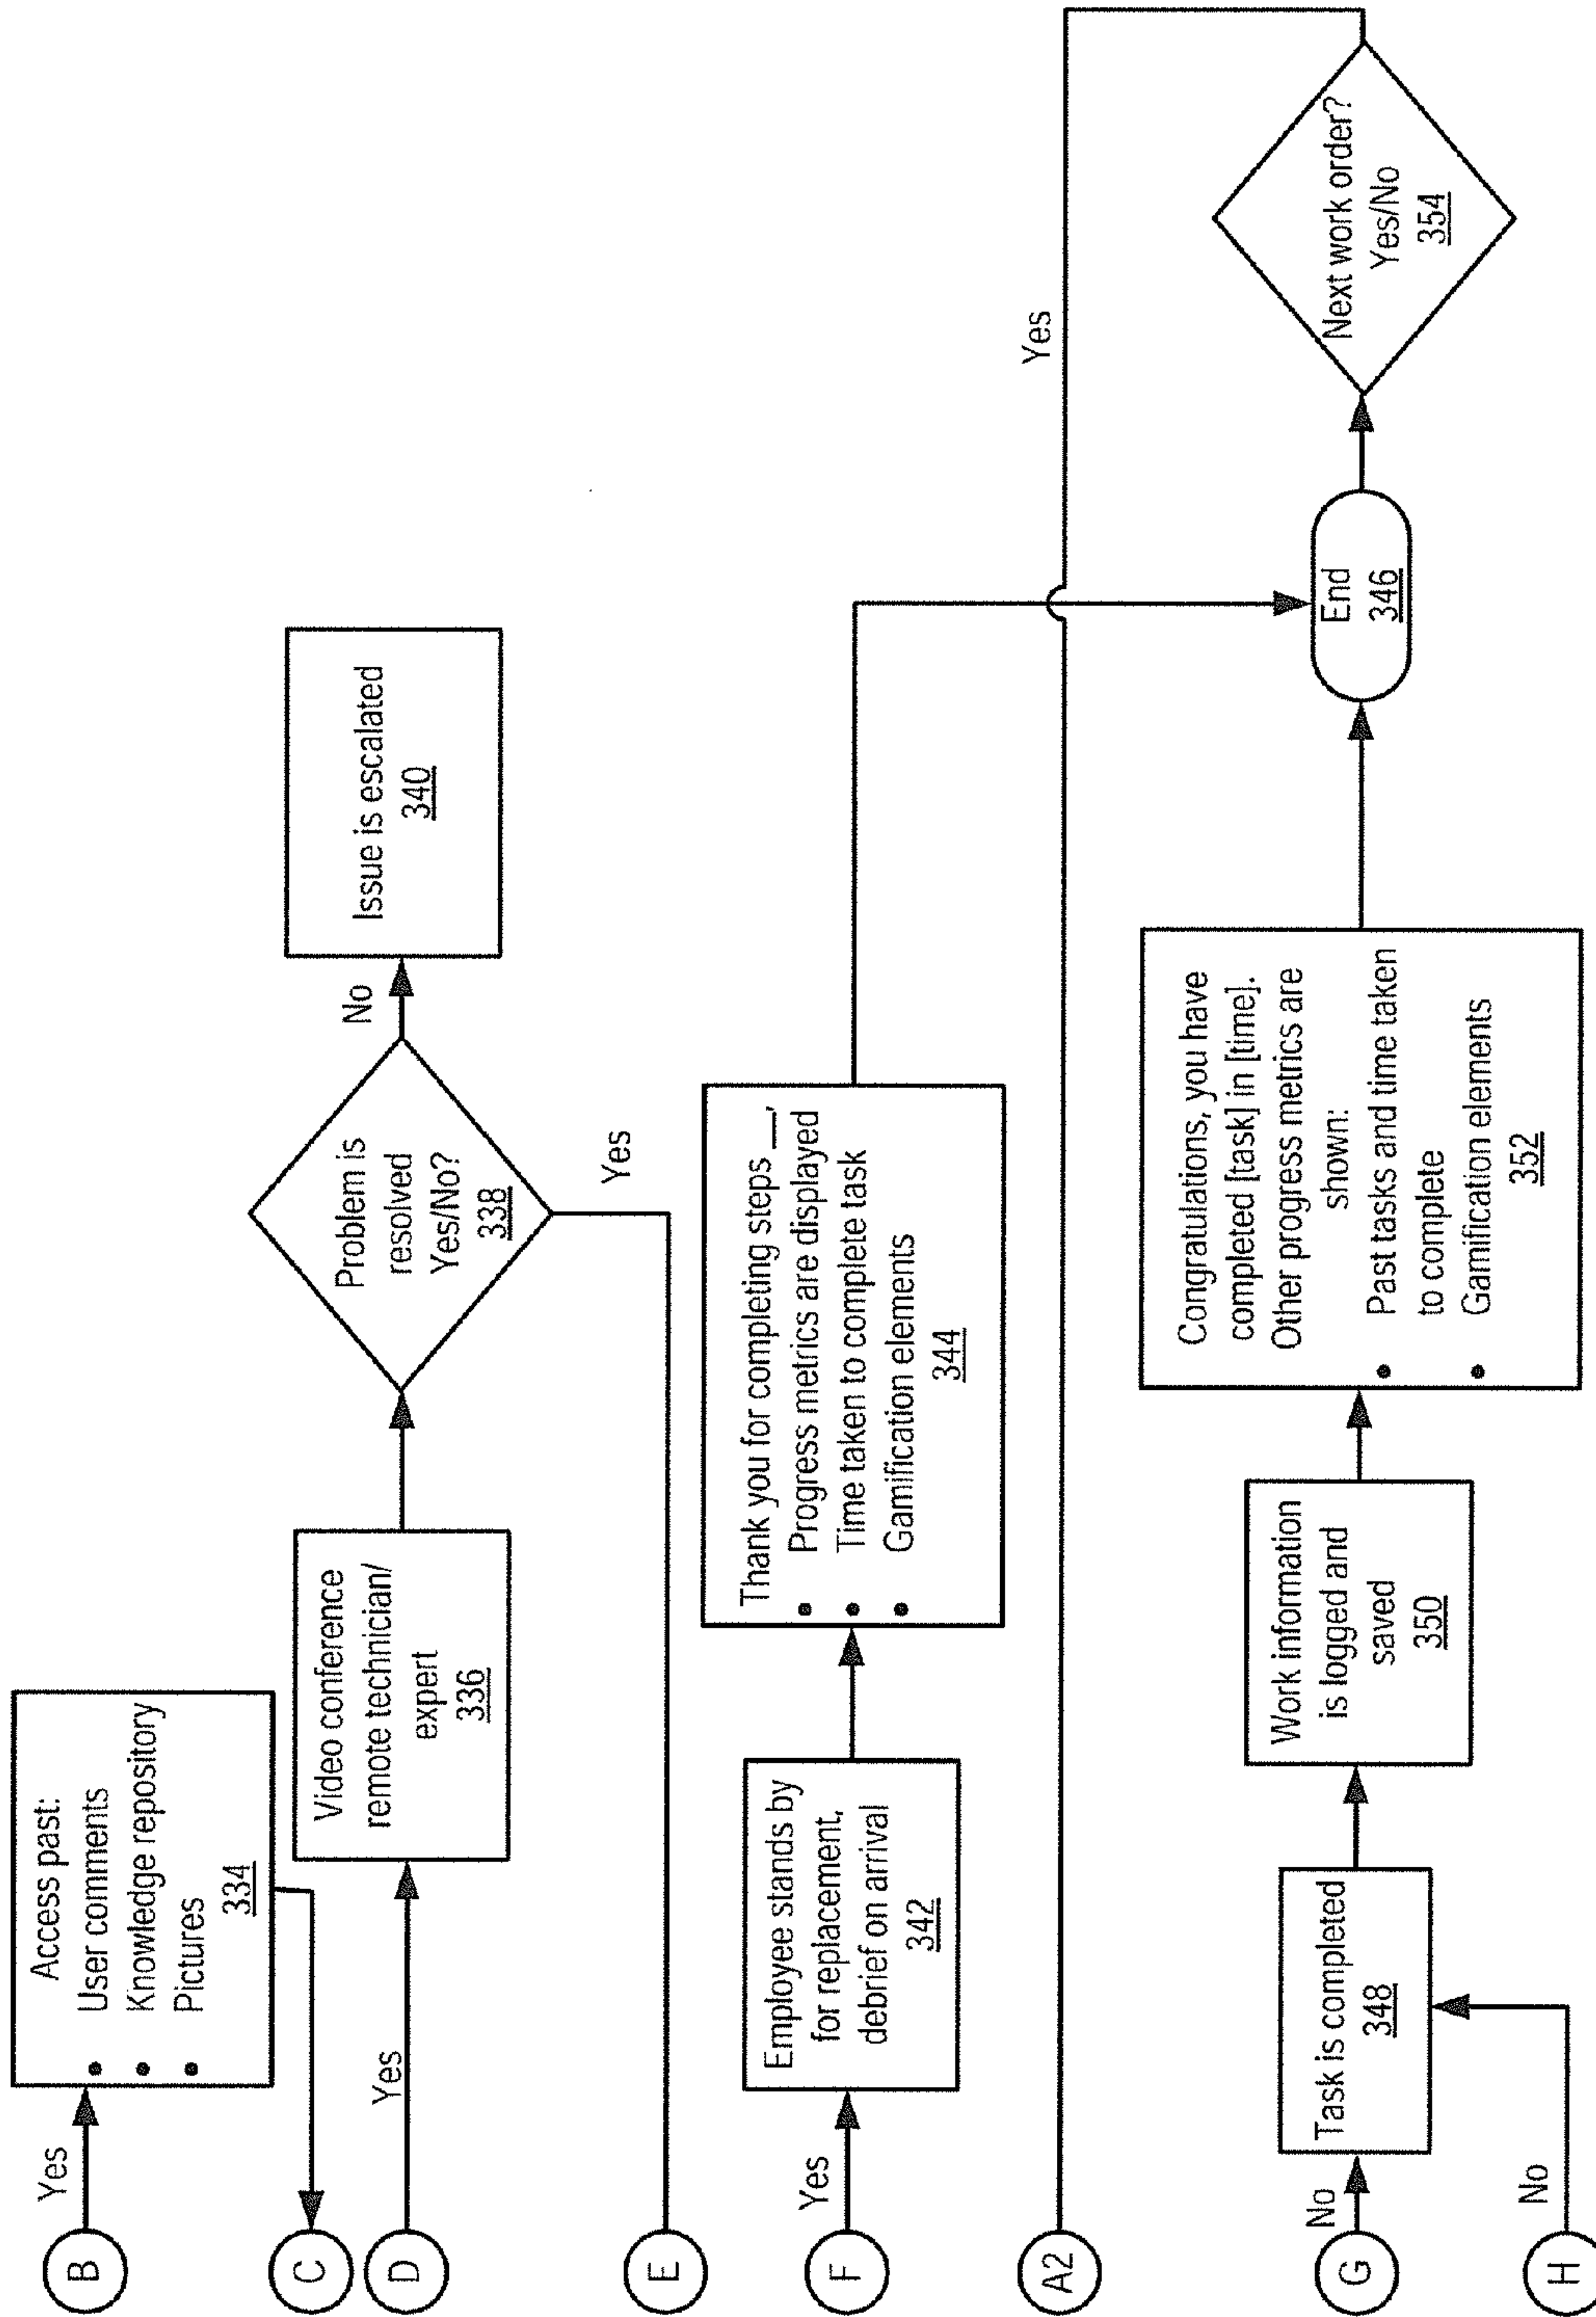 B
Yes
Access past:
• User comments
• Knowledge repository
• Pictures
334
C
D
Yes
Video conference
remote technician/
expert
336
Problem is
resolved
Yes/No?
338
No
Issue is escalated
340
Yes
E
F
Yes
Employee stands by
for replacement,
debrief on arrival
342
Thank you for completing steps __,
• Progress metrics are displayed
• Time taken to complete task
• Gamification elements
344
A2
Yes
G
No
Task is completed
348
H
No
Work information
is logged and
saved
350
Congratulations, you have
completed [task] in [time].
Other progress metrics are
shown:
• Past tasks and time taken
to complete
• Gamification elements
352
End
346
Next work order?
Yes/No
354